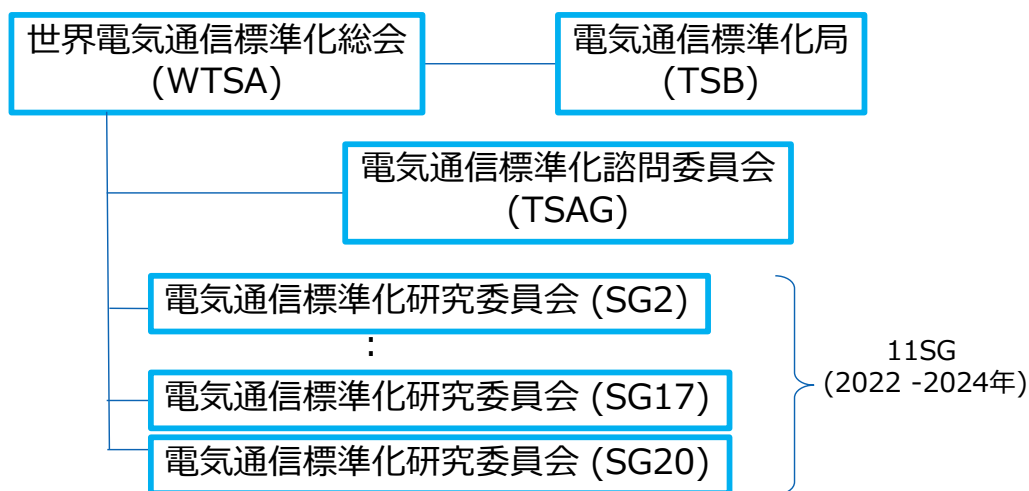 世界電気通信標準化総会
(WTSA)
電気通信標準化局
(TSB)
電気通信標準化諮問委員会
(TSAG)
電気通信標準化研究委員会 (SG2)
:
電気通信標準化研究委員会 (SG17)
電気通信標準化研究委員会 (SG20)
11SG
(2022 -2024年)